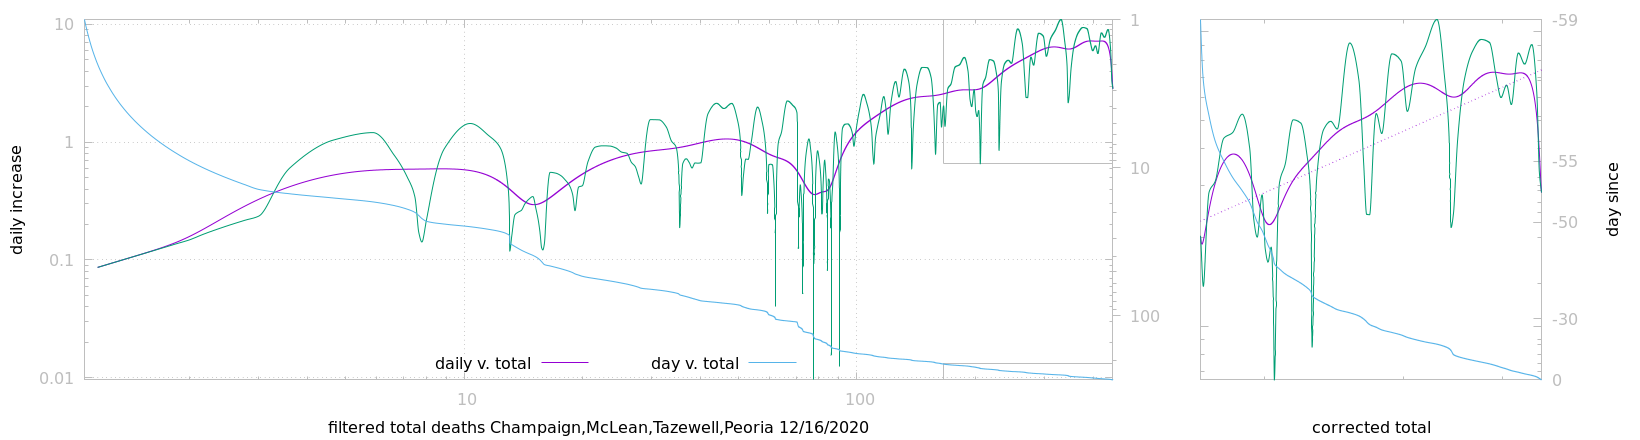 10
1
0.1
0.01
daily increase
1
10
100
daily v. total
day v. total
10
100
filtered total deaths Champaign,McLean,Tazewell,Peoria 12/16/2020
-59
-55
-50
-30
0
day since
corrected total